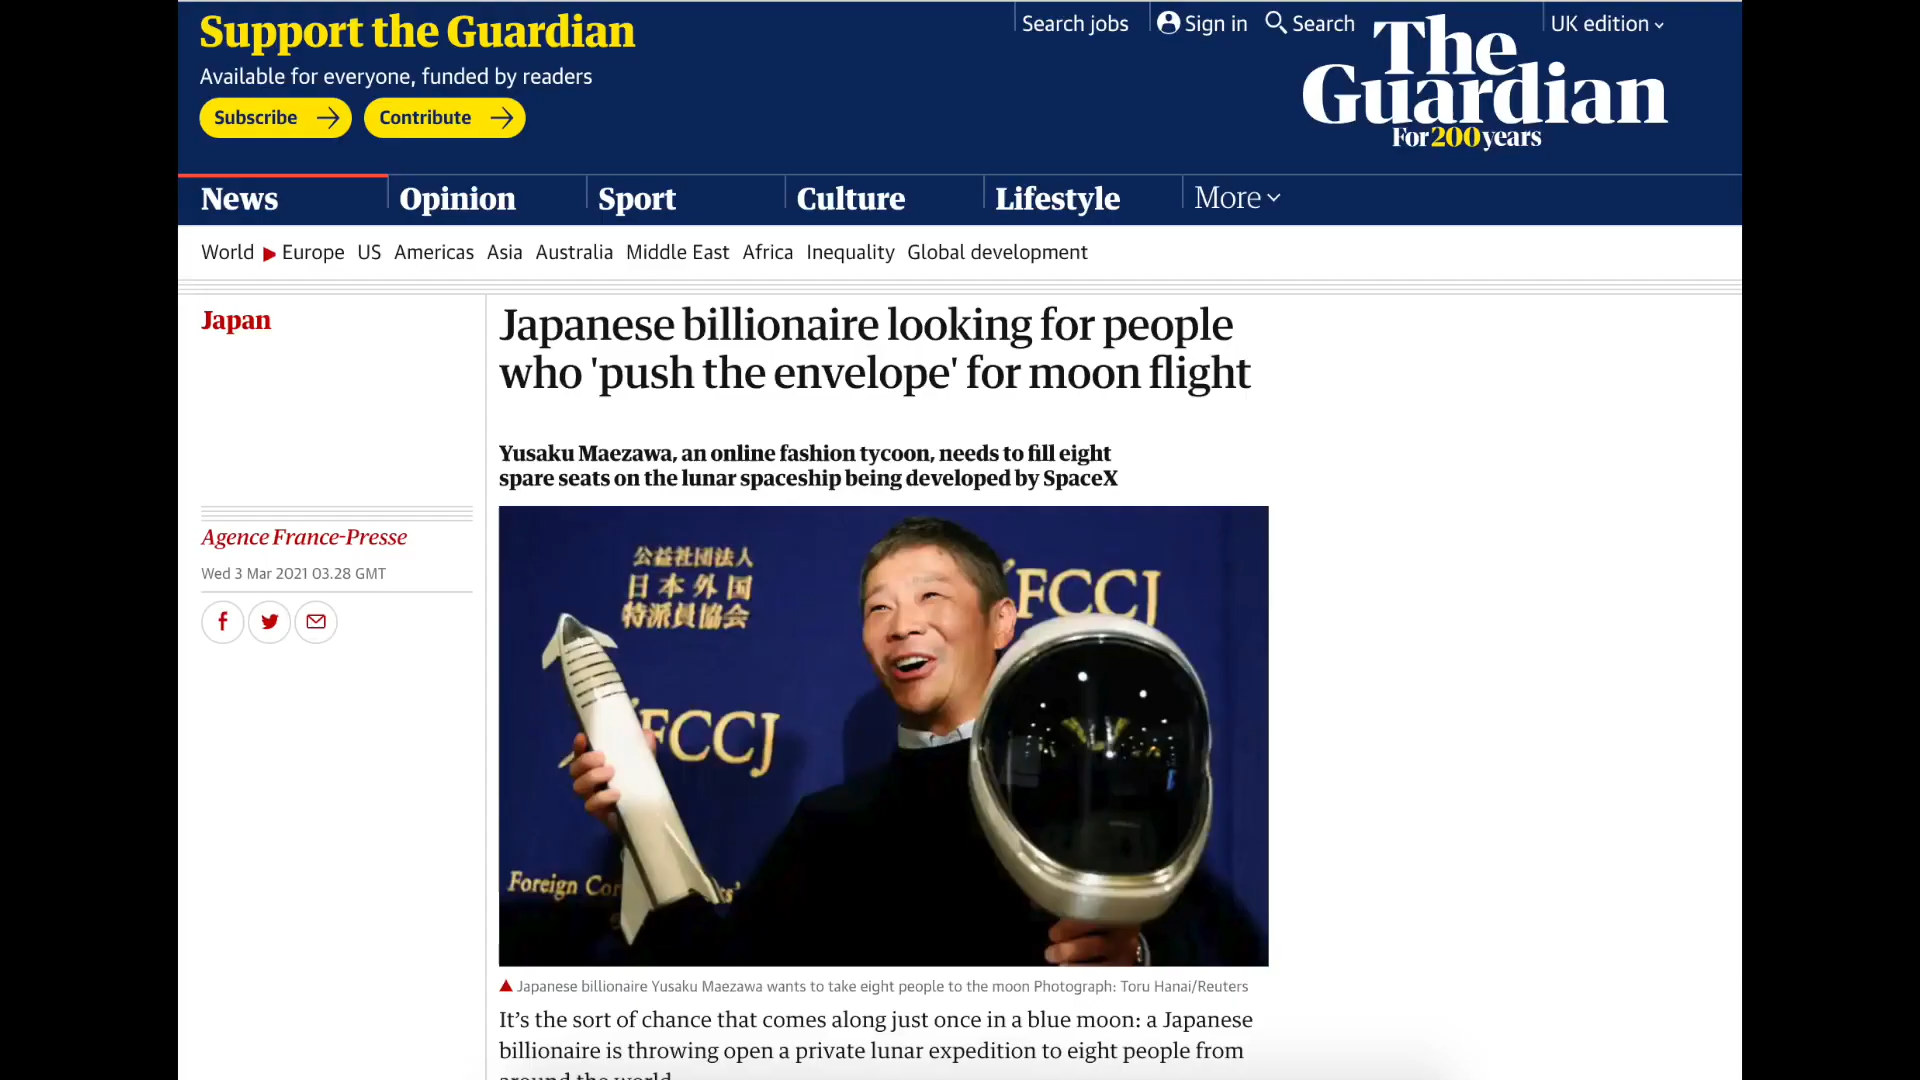 Support the Guardian
Available for everyone, funded by readers
Subscribe
Contribute
Search jobs
Sign in
Search
UK edition
The
Guardian
For 200 years
News
Opinion
Sport
Culture
Lifestyle
More
World Europe US Americas Asia Australia Middle East Africa Inequality Global development
Japan
Japanese billionaire looking for people
who 'push the envelope' for moon flight
Yusaku Maezawa, an online fashion tycoon, needs to fill eight
spare seats on the lunar spaceship being developed by SpaceX
Agence France-Presse
Wed 3 Mar 2021 03.28 GMT
公益社団法人
日本外国
特派員協会
FCCJ
FCCJ
Foreign Cor
ts'
Japanese billionaire Yusaku Maezawa wants to take eight people to the moon Photograph: Toru Hanai/Reuters
It’s the sort of chance that comes along just once in a blue moon: a Japanese
billionaire is throwing open a private lunar expedition to eight people from
around the world.